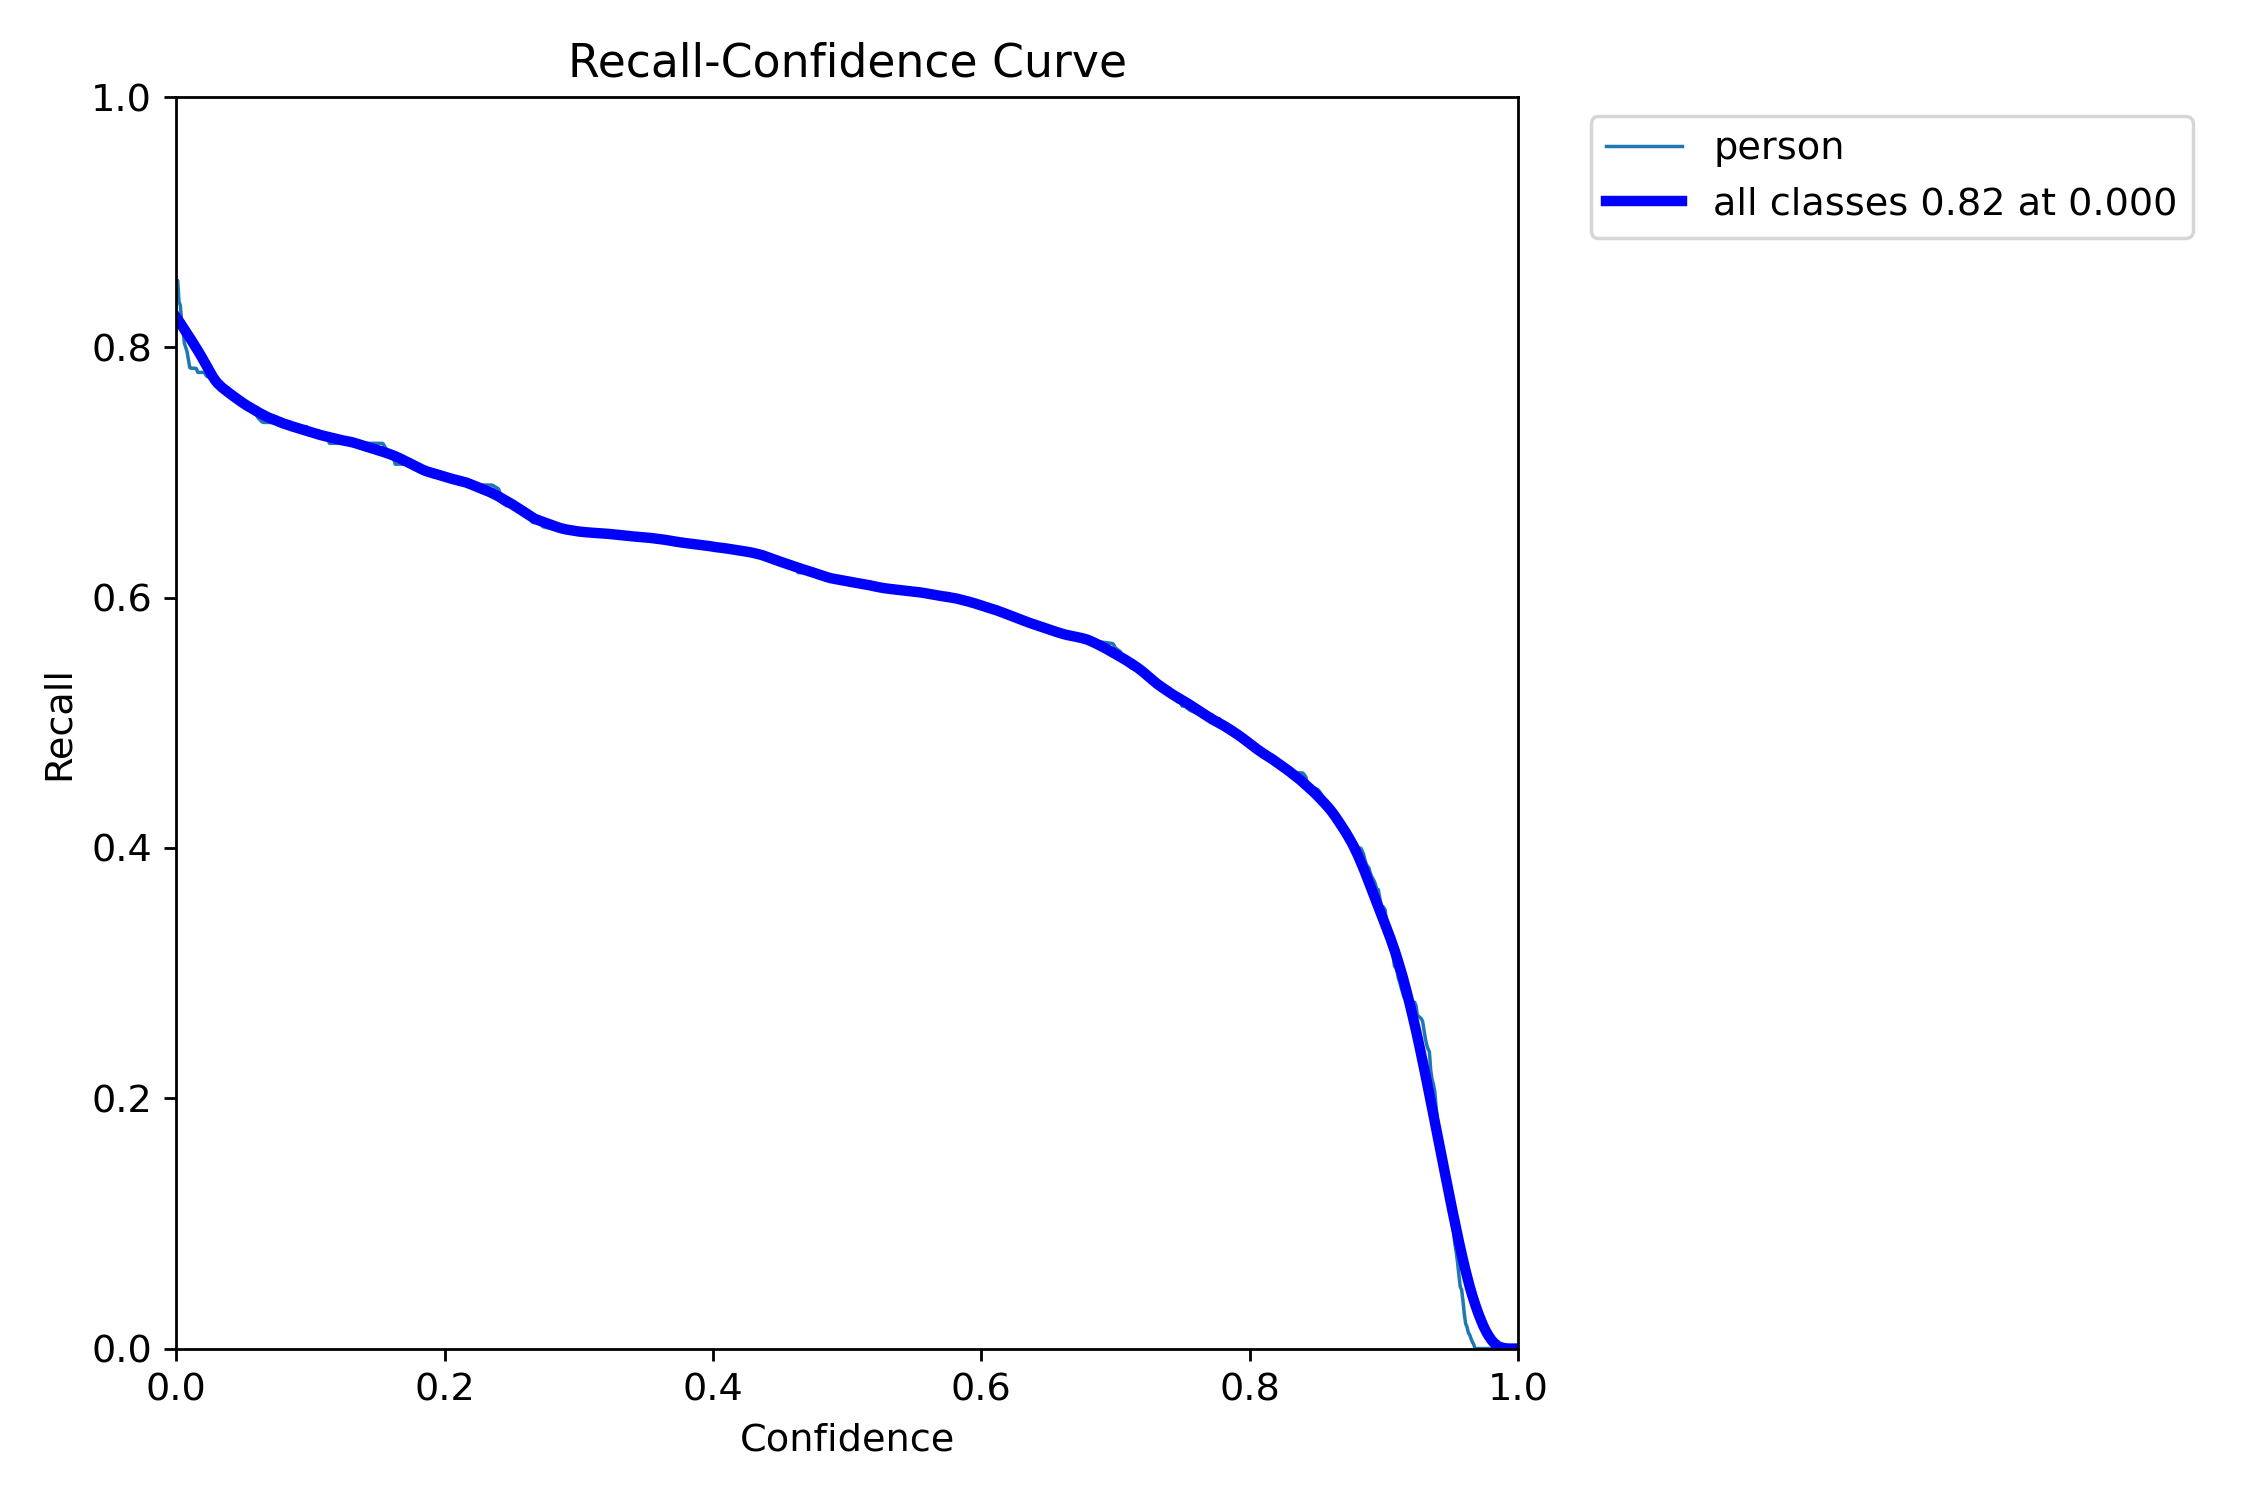 Recall-Confidence Curve
1.0
0.8
0.6
0.4
0.2
0.0
Recall
0.0 0.2 0.4 0.6 0.8 1.0
Confidence
person
all classes 0.82 at 0.000